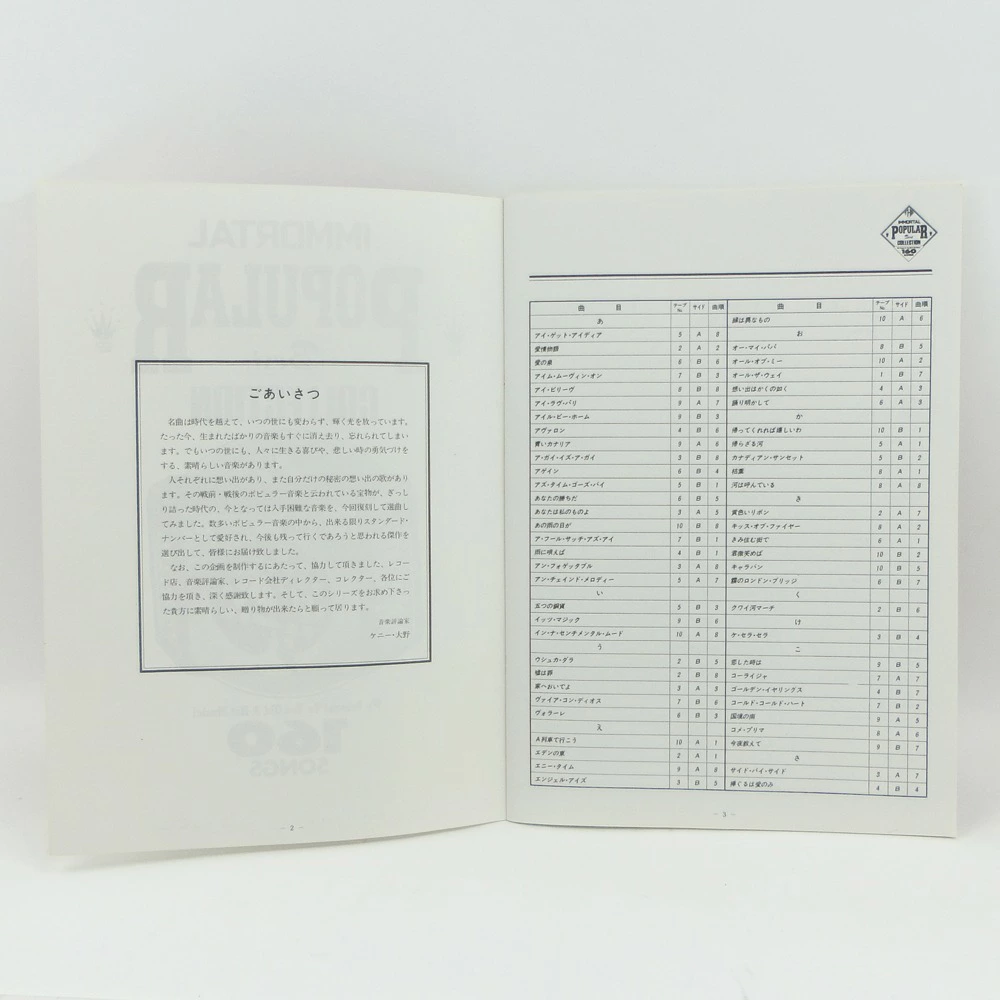 ごあいさつ
名曲は時代を越えて、いつの世にも変わらず、輝く光を放っています。
たった今、生まれたばかりの音楽もすぐに消え去り、忘れられてしまい
ます。でもいつの世にも、人々に生きる喜びや、悲しい時の勇気づけを
する、素晴らしい音楽があります。
人それぞれに想い出があり、また自分だけの秘密の想い出の歌があり
ます。その戦前・戦後のポピュラー音楽と云われている宝物が、ぎっし
り詰った時代の、今となっては入手困難な音楽を、今回復刻して選曲し
てみました。数多いポピュラー音楽の中から、出来る限りスタンダード・
ナンバーとして愛好され、今後も残って行くであろうと思われる傑作を
選び出して、皆様にお届け致しました。
なお、この企画を制作するにあたって、協力して頂きました、レコー
ド店、音楽評論家、レコード会社ディレクター、コレクター、各位にご
協力を頂き、深く感謝致します。そして、このシリーズをお求め下さっ
た貴方に素晴らしい、贈り物が出来たらと願って居ります。
音楽評論家
ケニー・大野
－ 2 －
IMMORTAL
POPULAR
COLLECTION
160
曲 目 テープ№ サイド 曲順
あ
アイ・ゲット・アイディア 5 A 8
愛情物語 2 A 2
愛の泉 6 B 6
アイム・ムーヴィン・オン 7 B 3
アイ・ビリーヴ 8 B 8
アイ・ラヴ・パリ 9 A 7
アイル・ビー・ホーム 9 B 3
アヴァロン 4 B 6
青いカナリア 9 A 6
ア・ガイ・イズ・ア・ガイ 3 B 8
アゲイン 6 B 4
アズ・タイム・ゴーズ・バイ 5 B 1
あなたの勝ちだ 6 B 5
あなたは私のものよ 3 A 5
あの雨の日が 10 B 8
ア・フール・サッチ・アズ・アイ 7 B 1
雨に唄えば 4 B 1
アン・フォゲッタブル 3 A 8
アン・チェインド・メロディー 5 A 7
い
五つの銅貨 5 B 3
イッツ・マジック 9 B 6
イン・ナ・センチメンタル・ムード 10 A 8
う
ウシュカ・ダラ 2 B 5
嘘は罪 2 B 8
家へおいでよ 3 A 3
ヴァイア・コン・ディオス 7 B 6
ヴォラーレ 6 B 3
え
A列車で行こう 10 A 1
エデンの東 2 A 1
エニー・タイム 9 A 8
エンジェル・アイズ 3 B 5
曲 目 テープ№ サイド 曲順
縁は異なもの 10 A 6
お
オー・マイ・パパ 8 B 5
オール・オブ・ミー 10 A 2
オール・ザ・ウェイ 1 B 7
想い出はかくの如く 4 A 3
踊り明かして 6 A 3
か
帰ってくれれば嬉しいわ 10 B 1
帰らざる河 5 A 1
カナディアン・サンセット 5 B 2
枯葉 8 A 1
河は呼んでいる 8 A 8
き
黄色いリボン 2 A 7
キッス・オブ・ファイヤー 8 A 2
きみ住む街で 6 A 1
君微笑めば 10 B 2
キャラバン 10 B 5
霧のロンドン・ブリッジ 6 B 7
く
クワイ河マーチ 2 B 6
け
ケ・セラ・セラ 3 B 4
こ
恋した時は 9 B 5
コーライジャ 7 A 7
ゴールデン・イヤリングス 4 B 7
コールド・コールド・ハート 7 B 2
国境の南 9 A 5
コメ・プリマ 8 A 6
今夜訴えて 9 B 7
さ
サイド・バイ・サイド 3 A 7
捧ぐるは愛のみ 4 B 4
－ 3 －